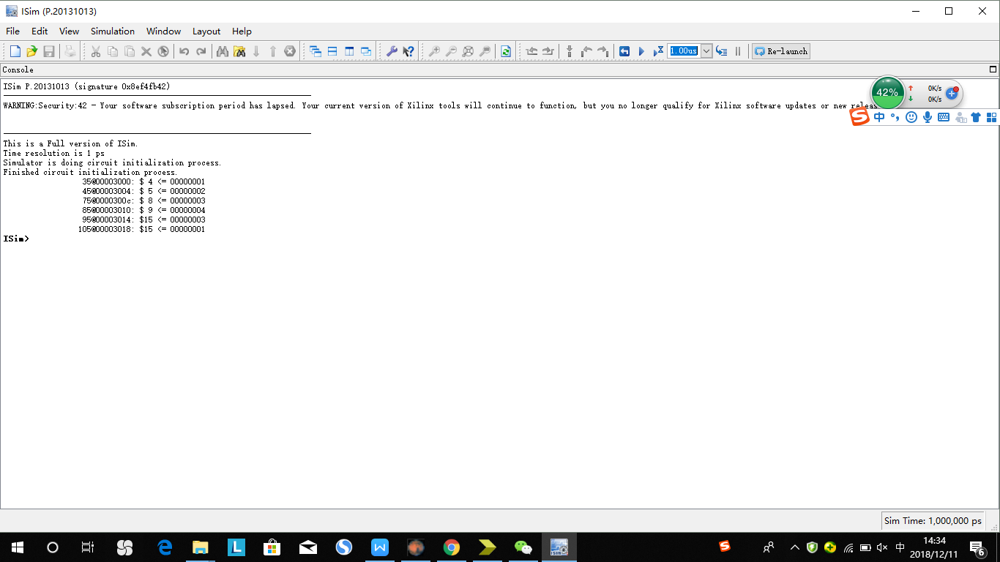 ISim (P.20131013)
File Edit View Simulation Window Layout Help
1.00us Re-launch
Console
ISim P.20131013 (signature 0x8ef4fb42)
WARNING:Security:42 - Your software subscription period has lapsed. Your current version of Xilinx tools will continue to function, but you no longer qualify for Xilinx software updates or new
This is a Full version of ISim.
Time resolution is 1 ps
Simulator is doing circuit initialization process.
Finished circuit initialization process.
35@00003000: $ 4 <= 00000001
45@00003004: $ 5 <= 00000002
75@0000300c: $ 8 <= 00000003
85@00003010: $ 9 <= 00000004
95@00003014: $15 <= 00000003
105@00003018: $15 <= 00000001
ISim>
42%
0K/s
0K/s
中
Sim Time: 1,000,000 ps
中
14:34
2018/12/11
6